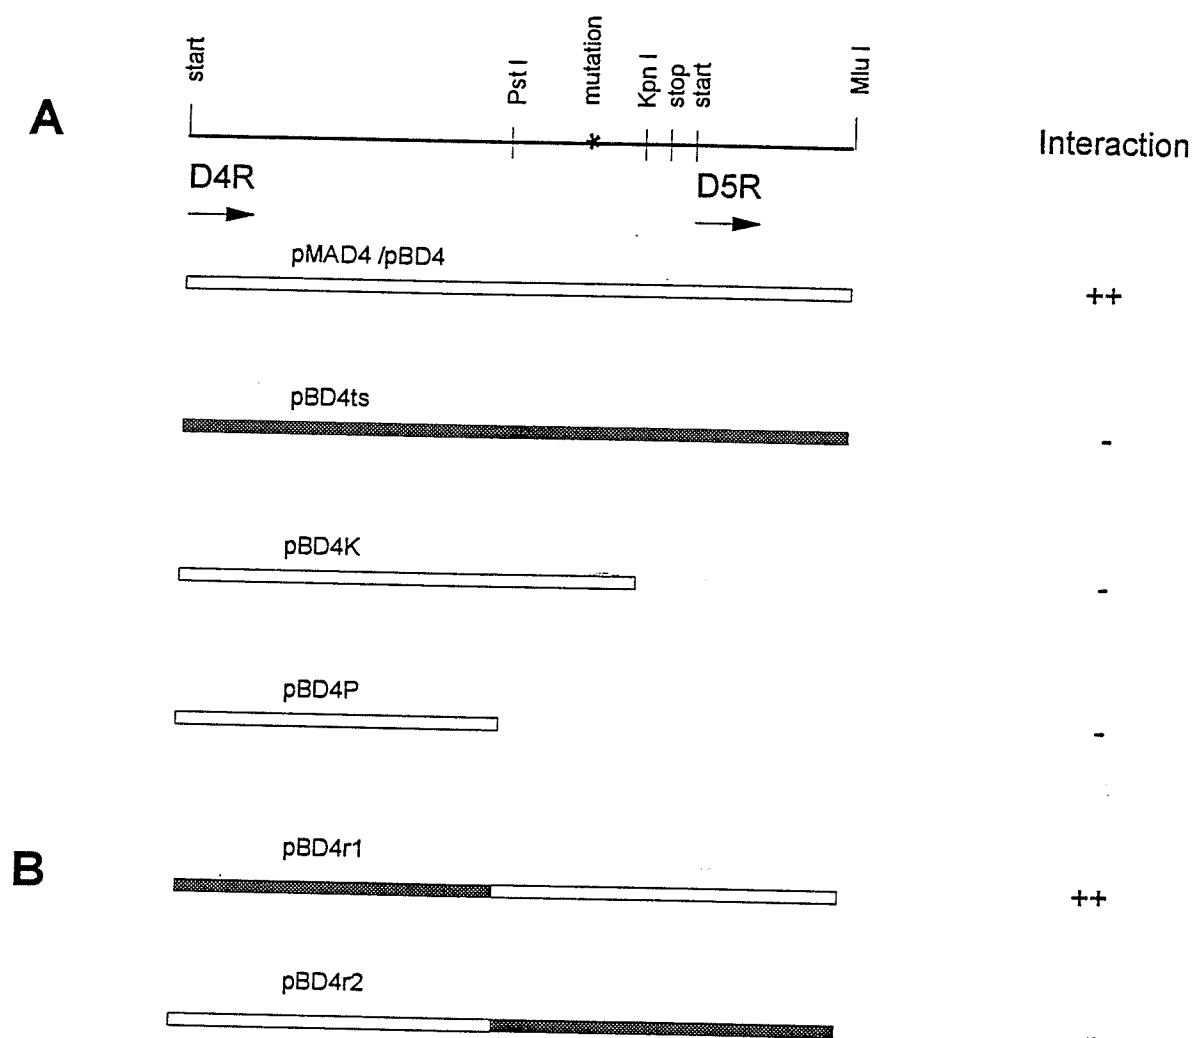 start
Pst I
mutation
Kpn I
stop
start
Mlu I
A
*
Interaction
D4R
D5R
pMAD4 /pBD4
++
pBD4ts
-
pBD4K
-
pBD4P
-
B
pBD4r1
++
pBD4r2